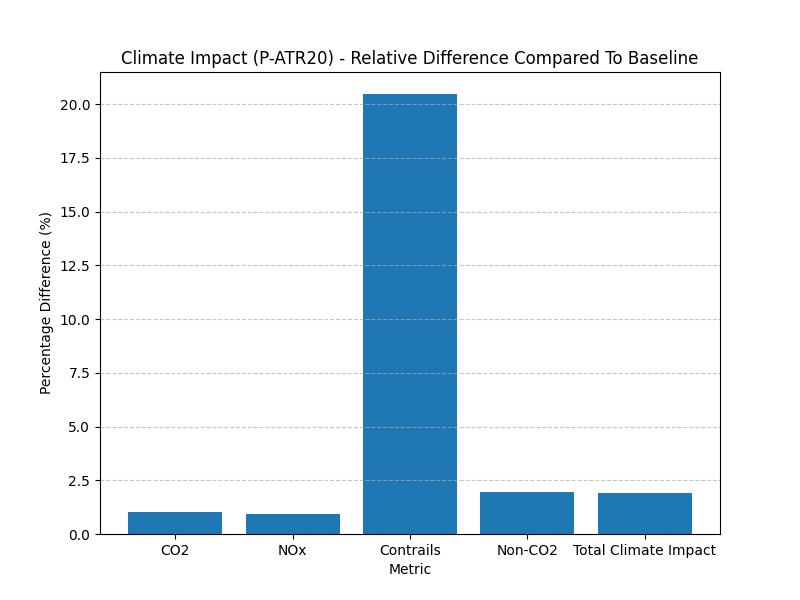 Climate Impact (P-ATR20) - Relative Difference Compared To Baseline
Percentage Difference (%)
20.0
17.5
15.0
12.5
10.0
7.5
5.0
2.5
0.0
CO2 NOx Contrails Non-CO2 Total Climate Impact
Metric